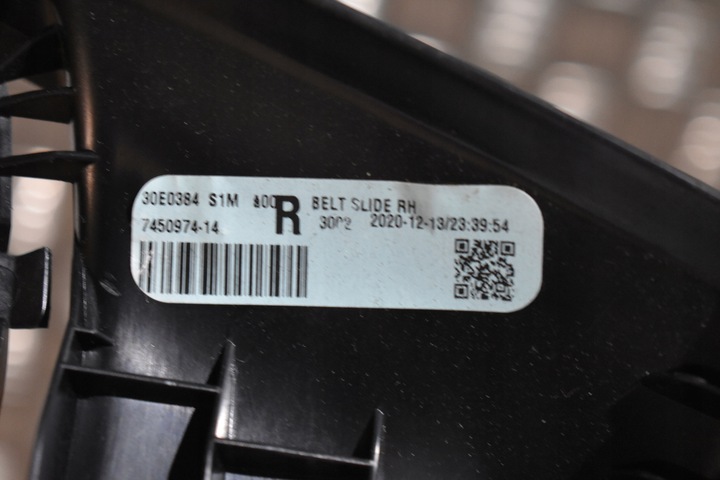 30E0384 S1M R BELT SLIDE RH
7450974-14 2020-12-13/23:39:54